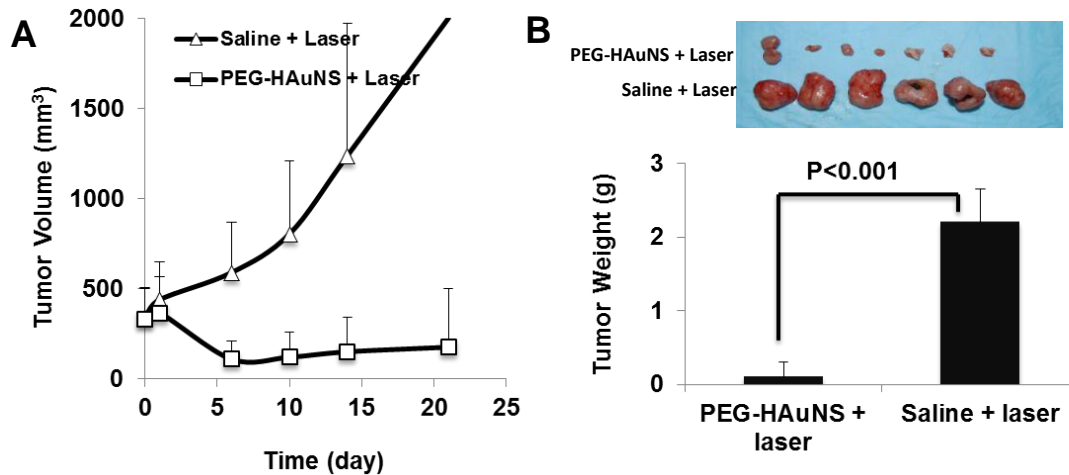 A
2000
1500
1000
500
0
Tumor Volume (mm³)
Saline + Laser
PEG-HAuNS + Laser
0 5 10 15 20 25
Time (day)
B
PEG-HAuNS + Laser
Saline + Laser
3
2
1
0
Tumor Weight (g)
P<0.001
PEG-HAuNS +
laser
Saline + laser